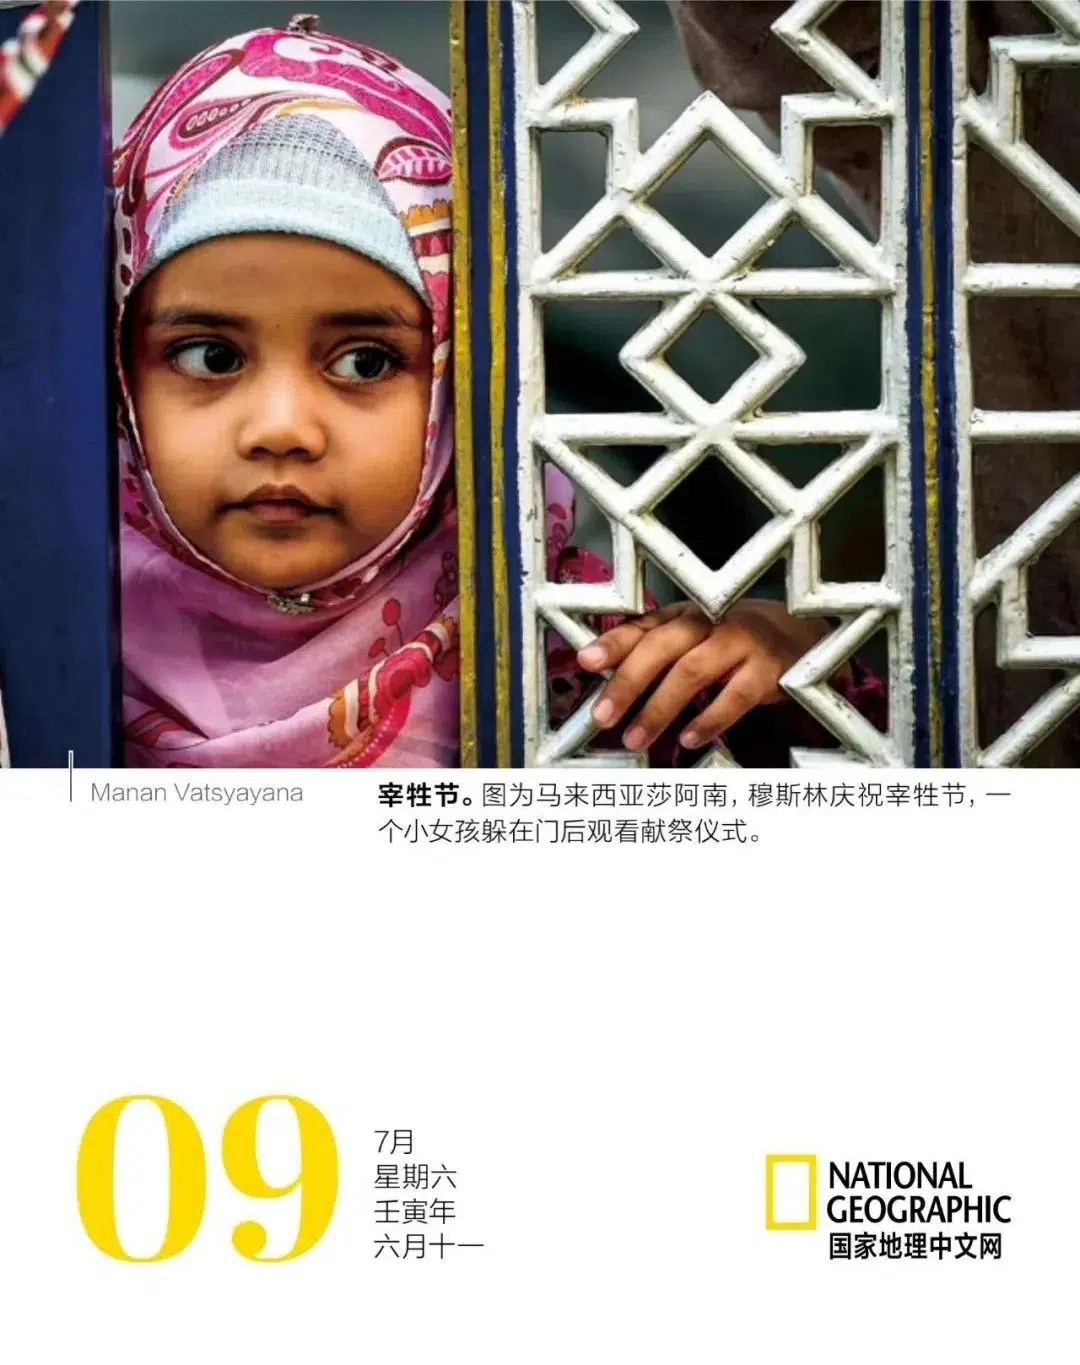 Manan Vatsyayana
宰牲节。图为马来西亚莎阿南，穆斯林庆祝宰牲节，一
个小女孩躲在门后观看献祭仪式。
09
7月
星期六
壬寅年
六月十一
NATIONAL
GEOGRAPHIC
国家地理中文网